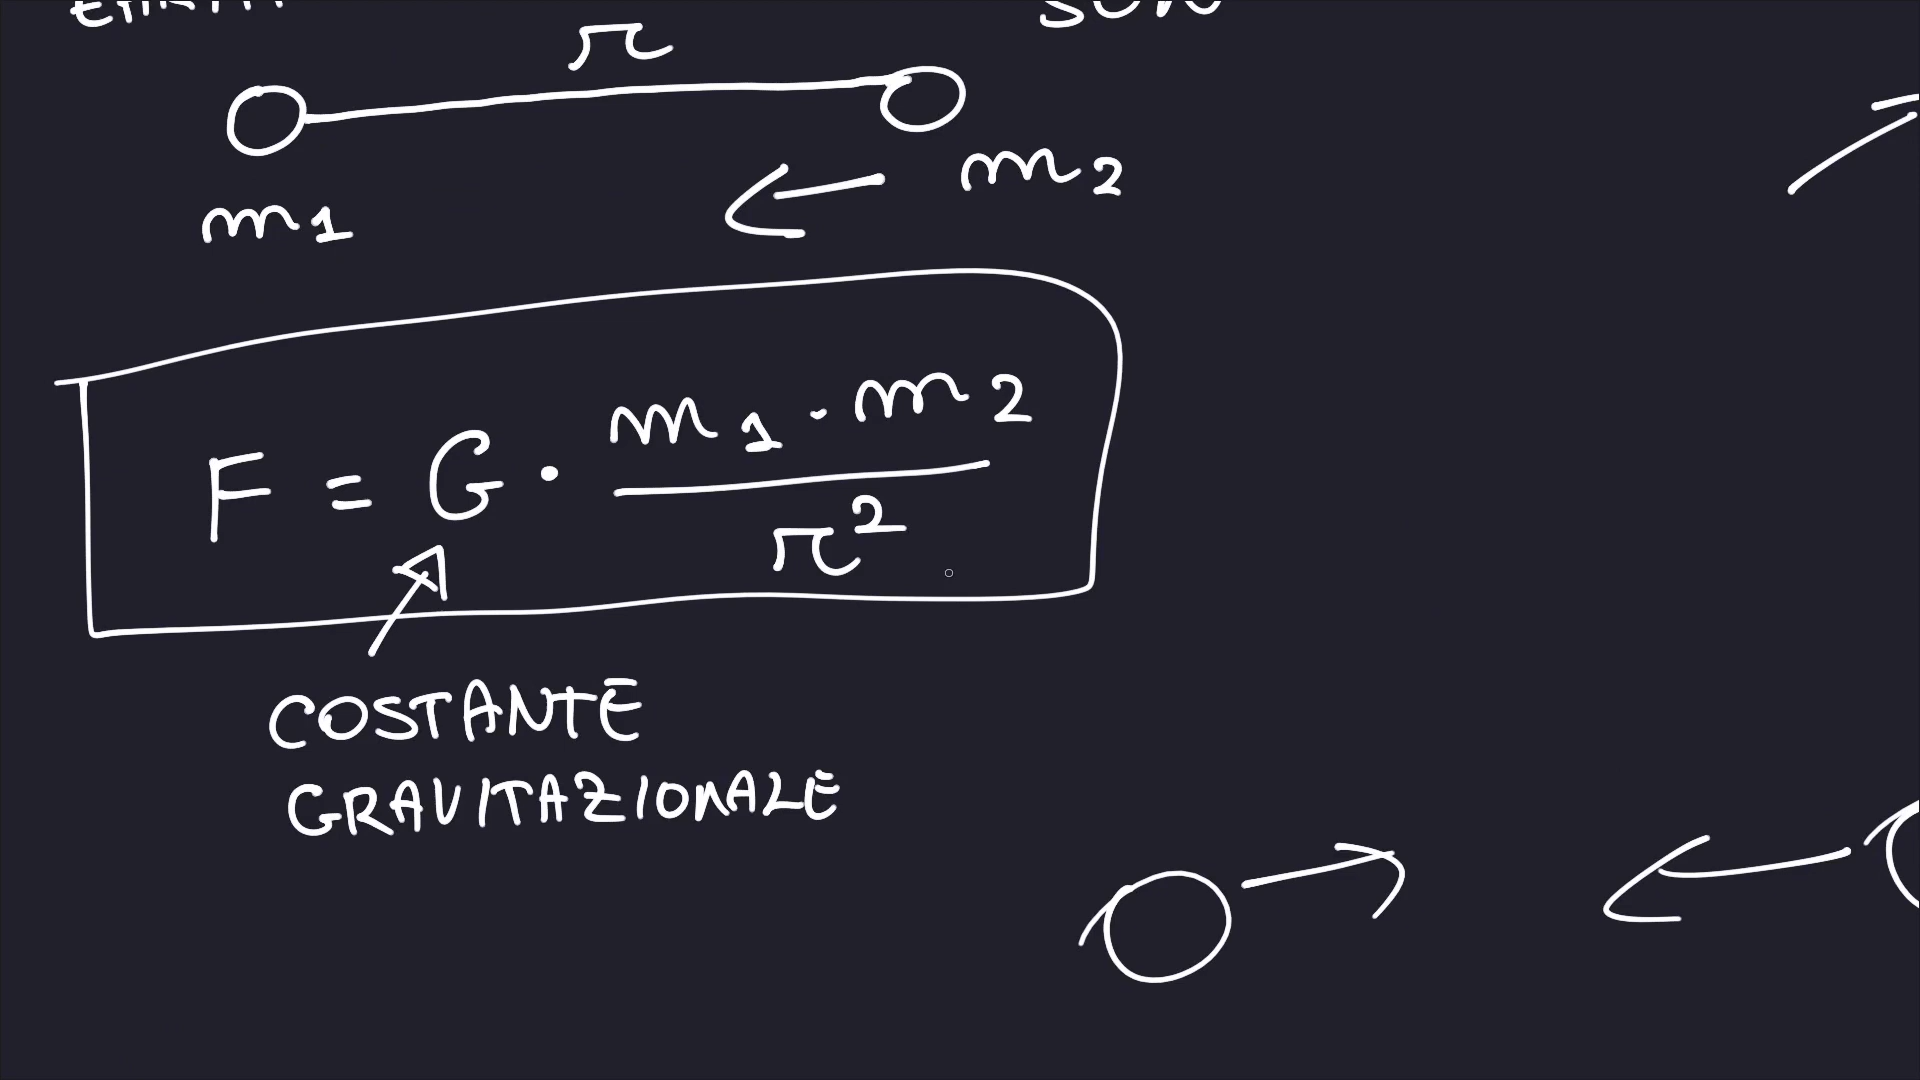 r
m1
m2
F = G · m1 · m2 / r²
COSTANTE
GRAVITAZIONALE